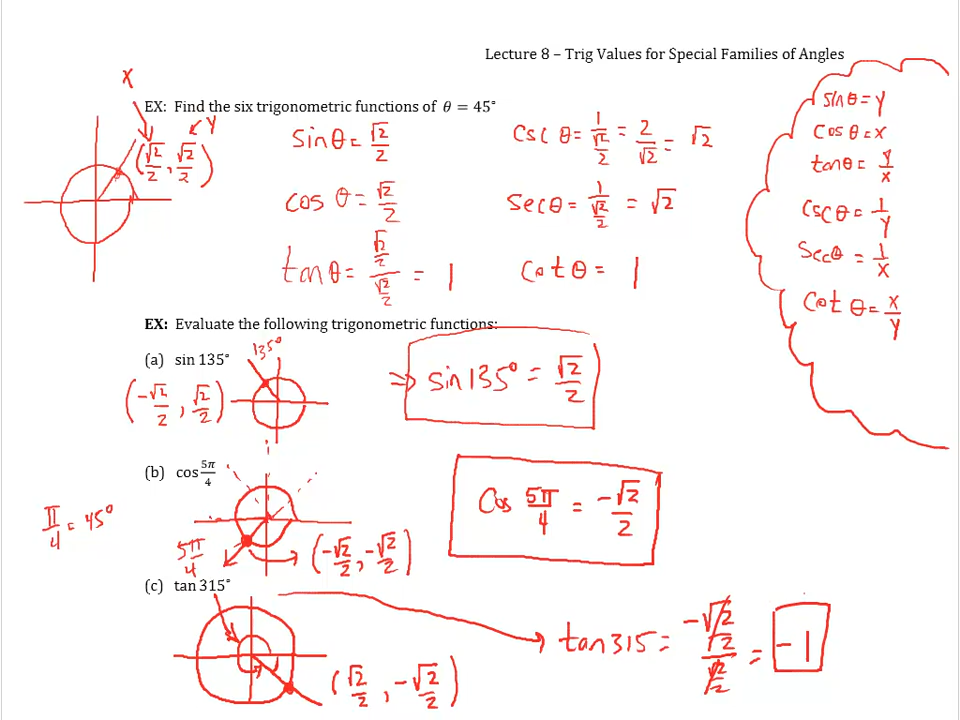 Lecture 8 – Trig Values for Special Families of Angles
EX: Find the six trigonometric functions of θ = 45°
x
y
(√2/2, √2/2)
sinθ = √2/2
cscθ = 1/(√2/2) = 2/√2 = √2
cosθ = √2/2
secθ = 1/(√2/2) = √2
tanθ = (√2/2)/(√2/2) = 1
cotθ = 1
sinθ = y
cosθ = x
tanθ = y/x
cscθ = 1/y
secθ = 1/x
cotθ = x/y
EX: Evaluate the following trigonometric functions:
(a) sin 135°
135°
(-√2/2, √2/2)
⇒ sin135° = √2/2
(b) cos 5π/4
π/4 = 45°
5π/4
(-√2/2, -√2/2)
cos 5π/4 = -√2/2
(c) tan 315°
(√2/2, -√2/2)
tan315 = (-√2/2)/(√2/2) = -1